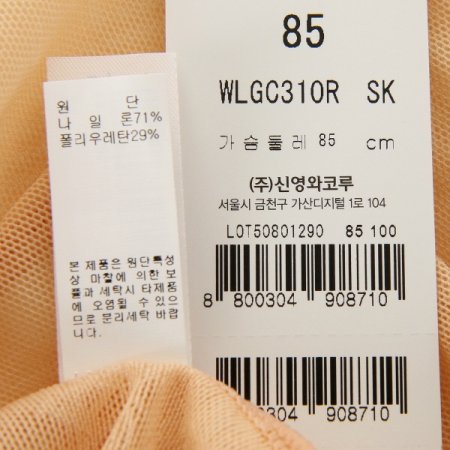 원 단
나 일 론71%
폴리우레탄29%
본 제품은 원단특성
상 마찰에 의한 보
풀과 세탁시 타제품
에 오염될 수 있으
므로 분리세탁 바랍
니다.
85
WLGC310R SK
가 슴 둘 레 85 cm
(주)신영와코루
서울시 금천구 가산디지털 1로 104
LOT50801290 85 100
8 800304 908710
800304 908710